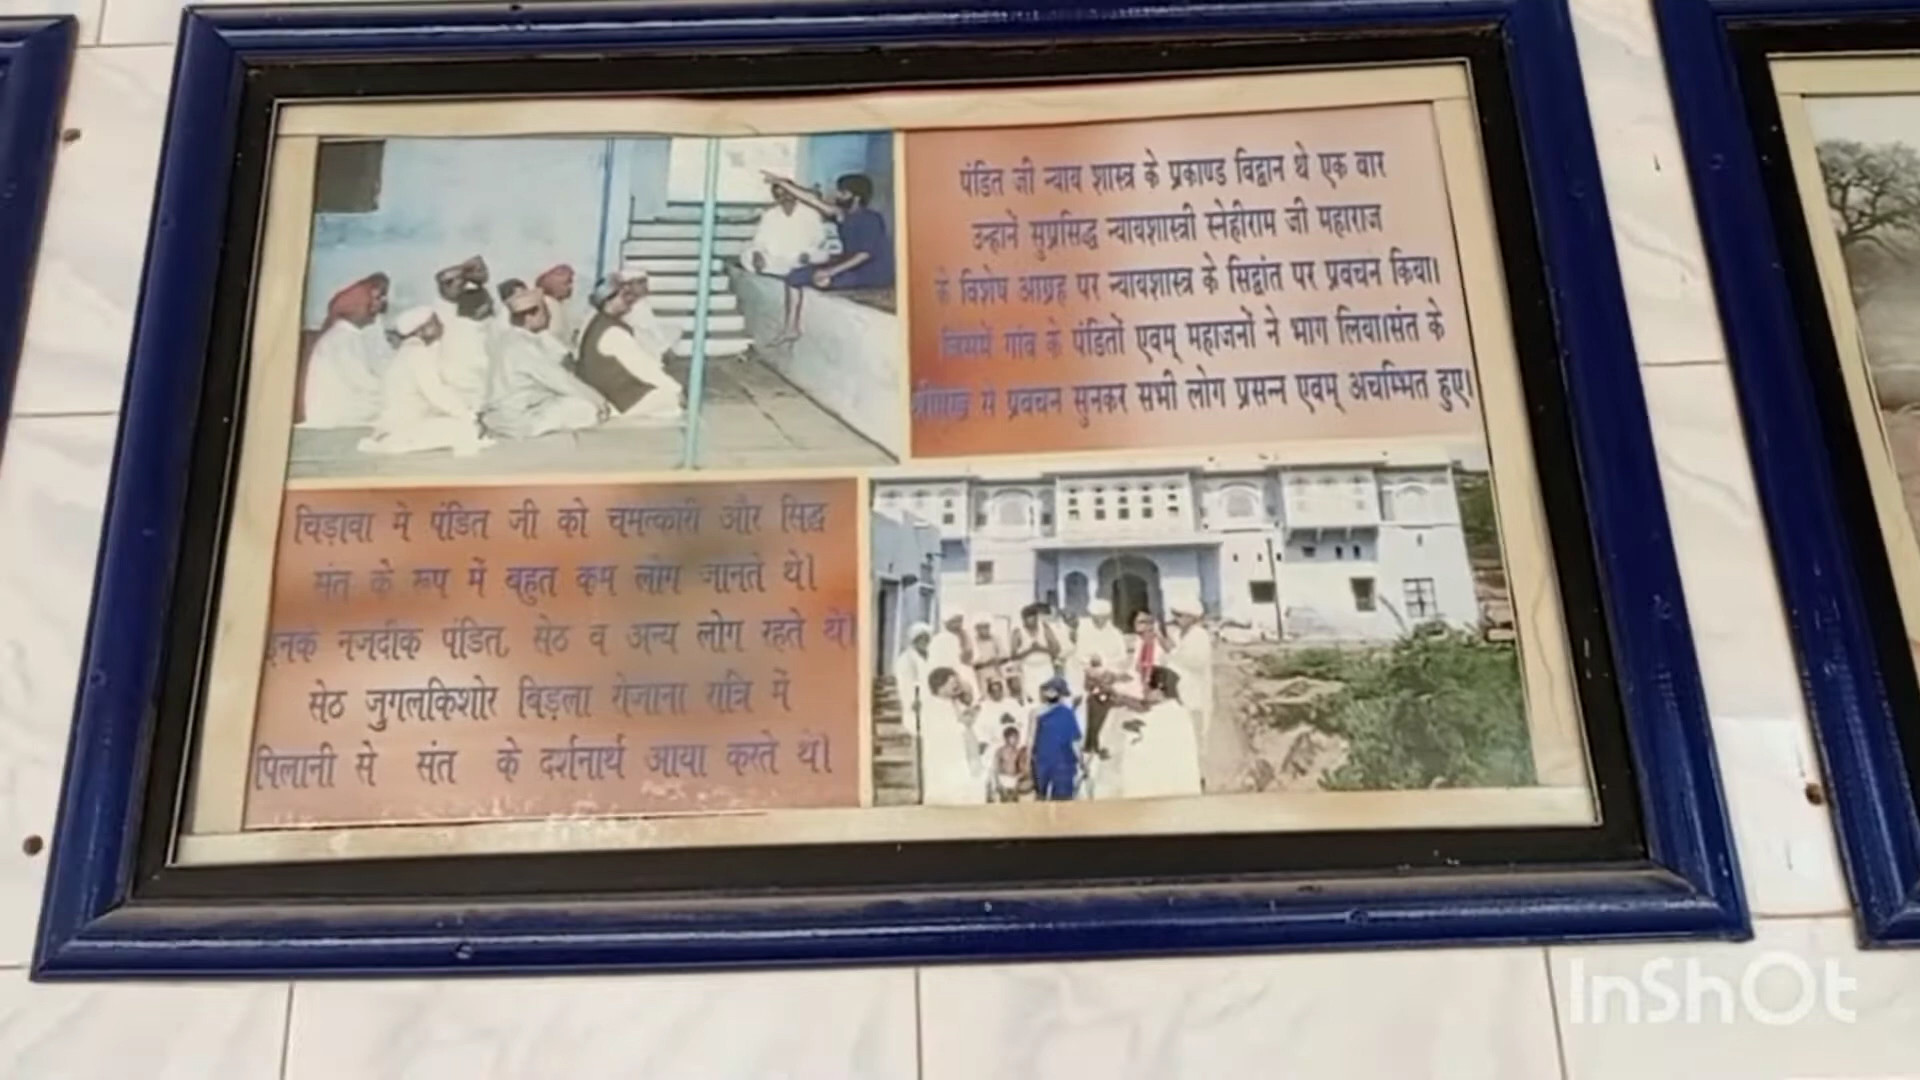 पंडित जी न्याय शास्त्र के प्रकाण्ड विद्वान थे एक वार
उन्होने सुप्रसिद्ध न्यायशास्त्री स्नेहीराम जी महाराज
के विशेष आग्रह पर न्यायशास्त्र के सिद्वांत पर प्रवचन किया।
जिसमें गांव के पंडितों एवम् महाजनों ने भाग लिया।संत के
से प्रवचन सुनकर सभी लोग प्रसन्न एवम् अचम्भित हुए।
चिड़ावा में पंडित जी को चमत्कारी और सिद्ध
संत के रूप में बहुत कम लोग जानते थे।
इनके नजदीक पंडित, सेठ व अन्य लोग रहते थे।
सेठ जुगलकिशोर विड़ला रोजाना रात्रि में
पिलानी से संत के दर्शनार्थ आया करते थे।
InShOt